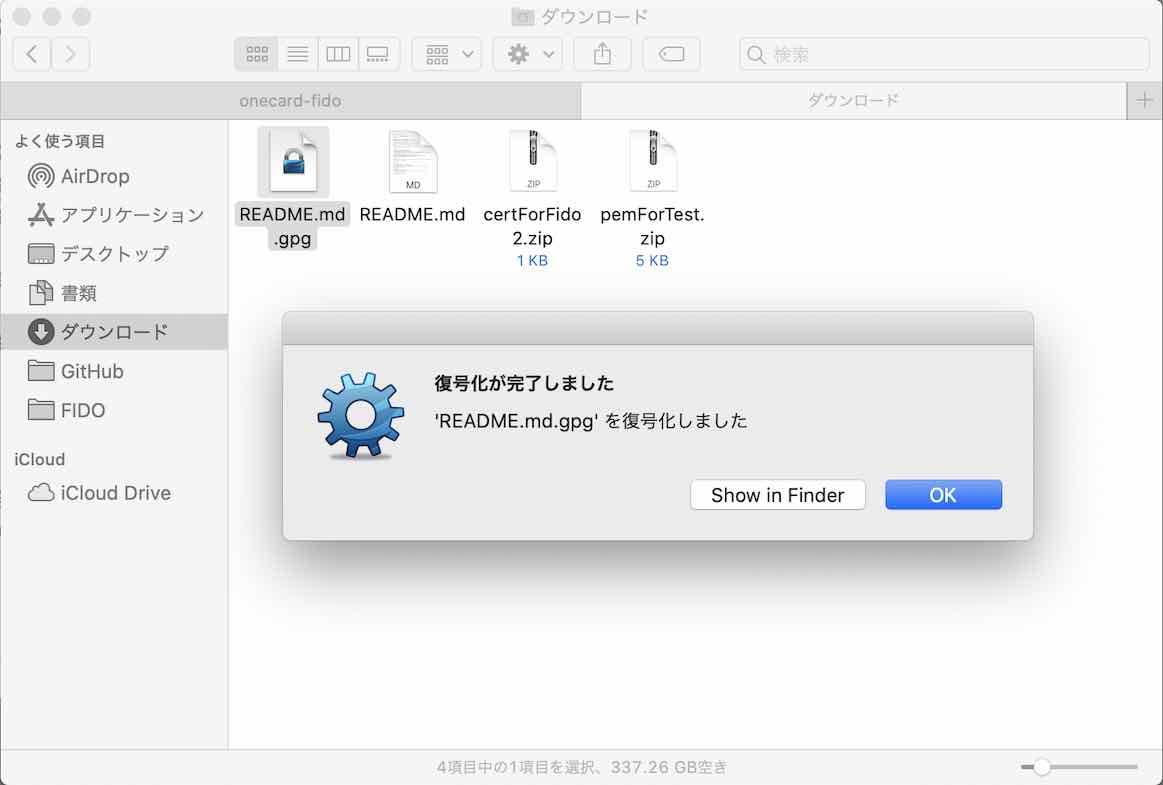 ダウンロード
検索
onecard-fido
ダウンロード
よく使う項目
AirDrop
アプリケーション
デスクトップ
書類
ダウンロード
GitHub
FIDO
iCloud
iCloud Drive
MD
ZIP
ZIP
README.md
.gpg
README.md
certForFido
2.zip
1 KB
pemForTest.
zip
5 KB
復号化が完了しました
'README.md.gpg' を復号化しました
Show in Finder
OK
4項目中の1項目を選択、337.26 GB空き